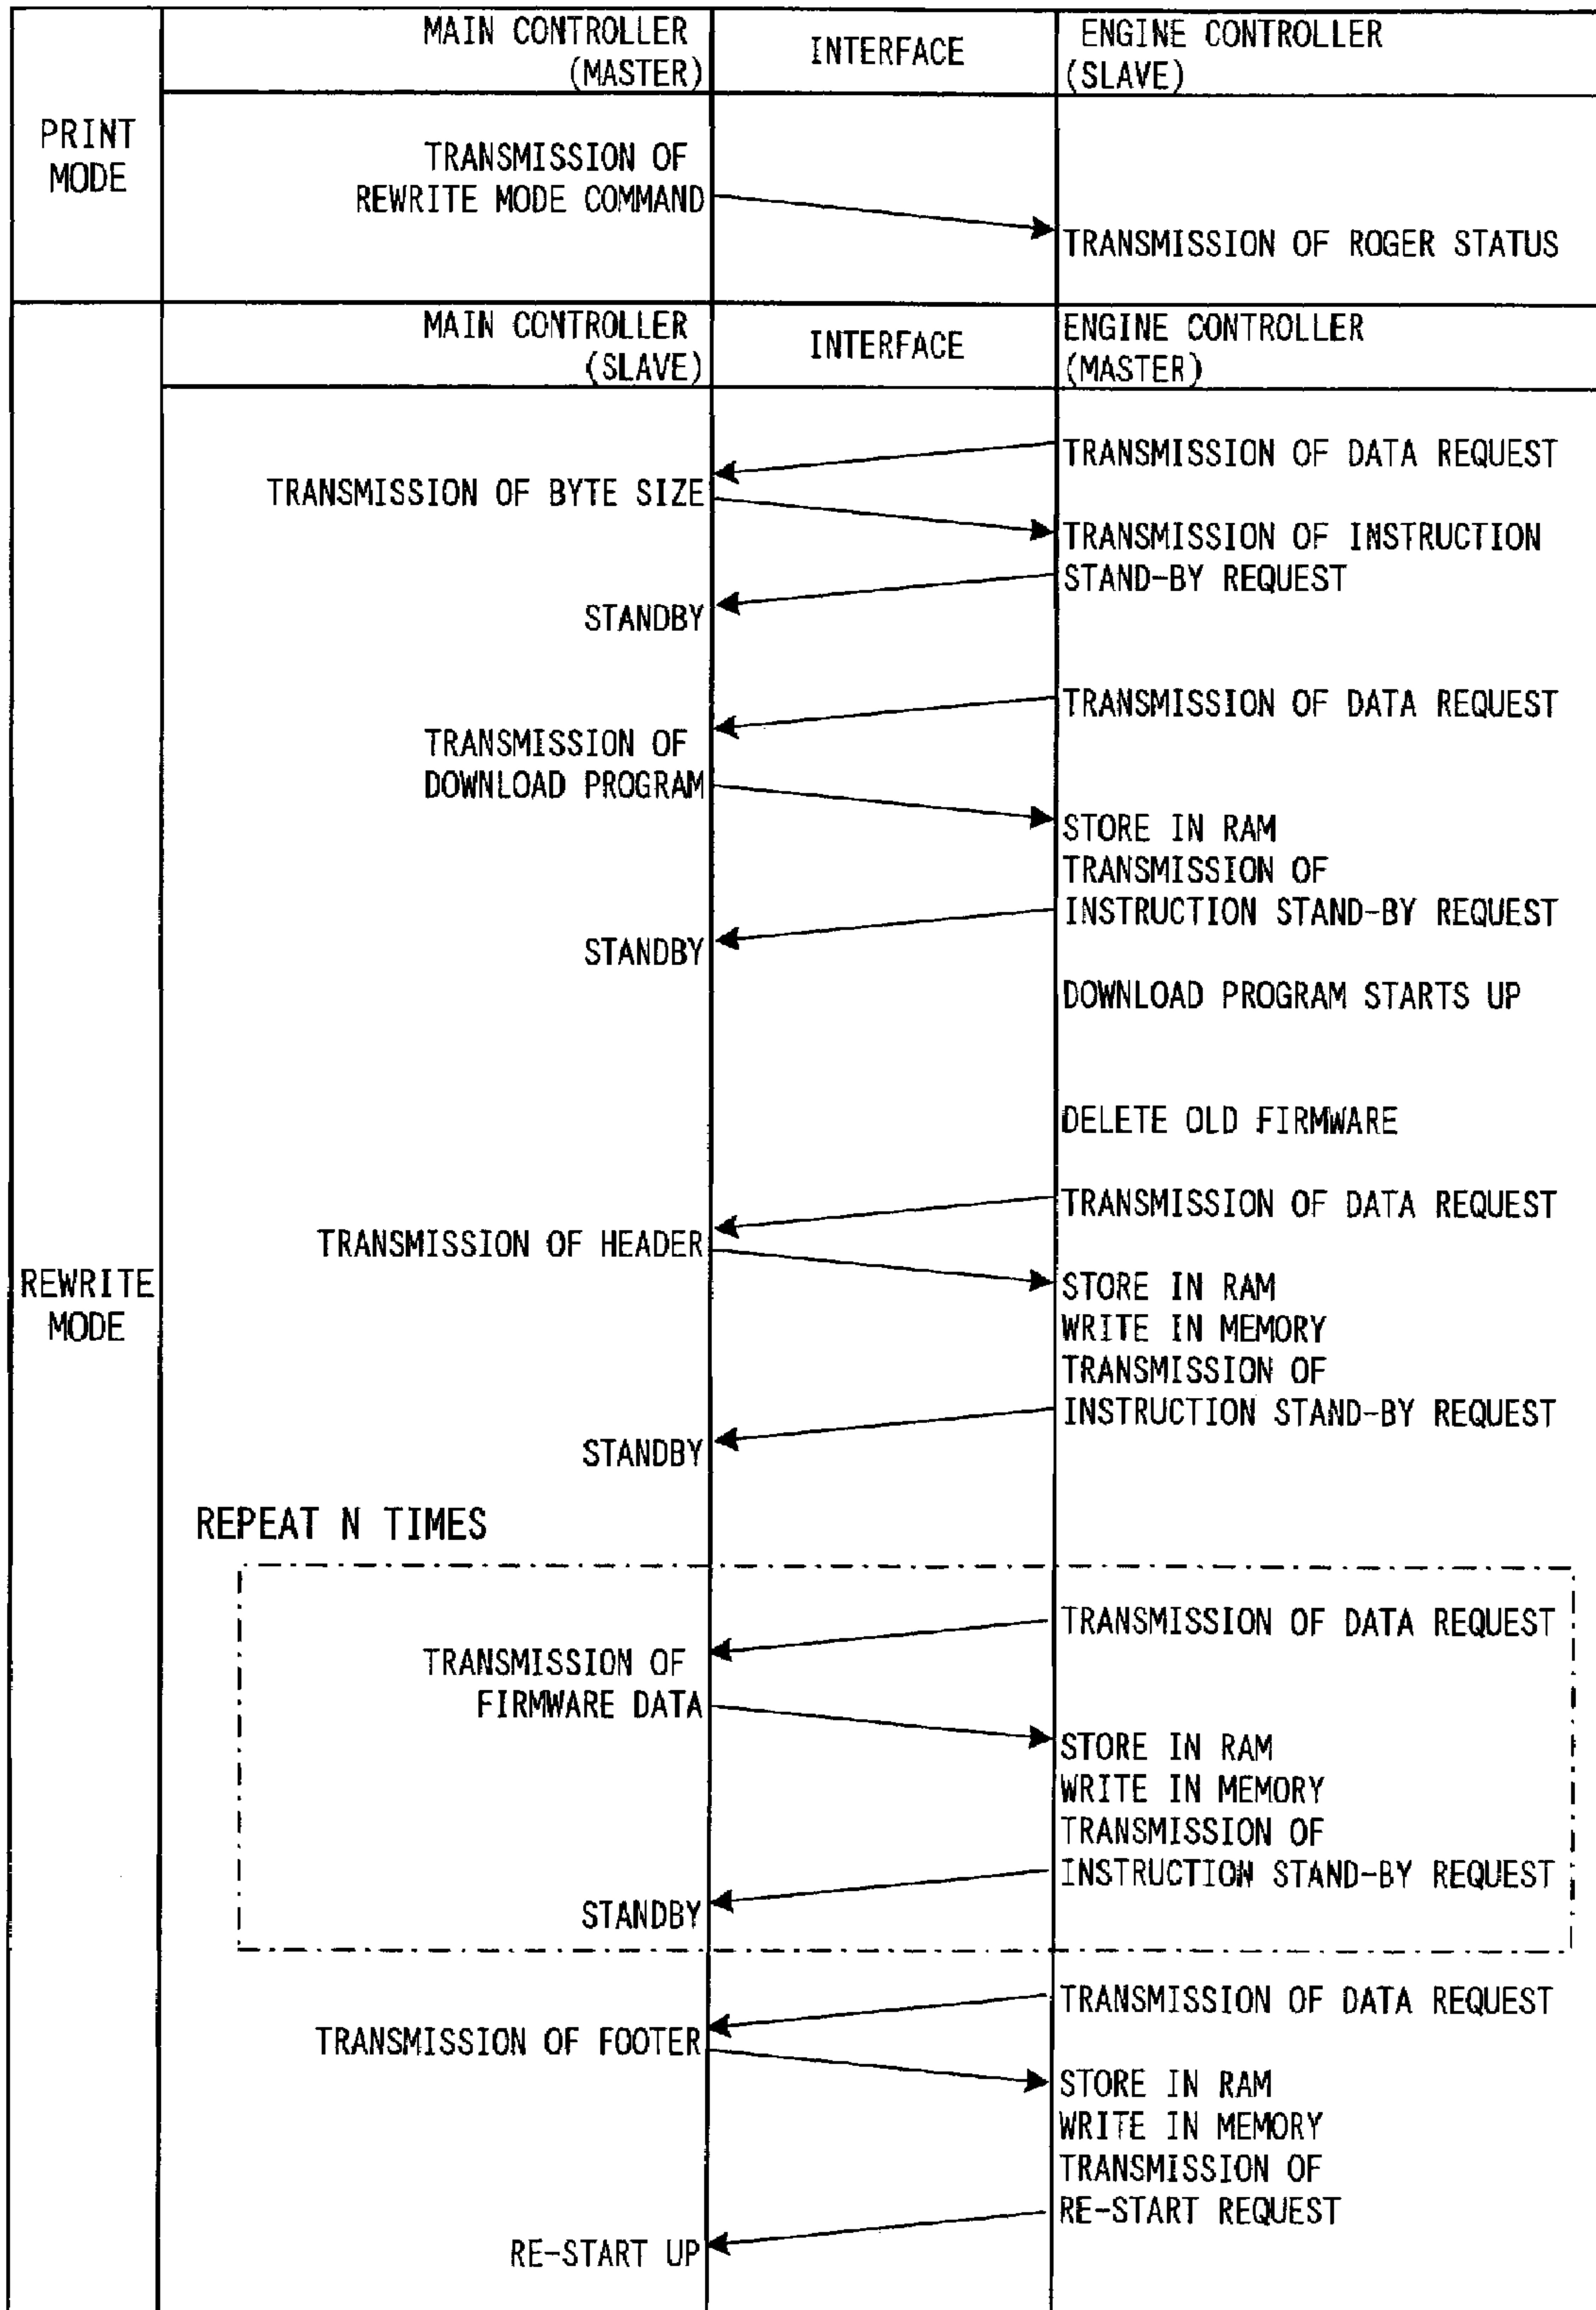 MAIN CONTROLLER
(MASTER)
INTERFACE
ENGINE CONTROLLER
(SLAVE)
PRINT
MODE
TRANSMISSION OF
REWRITE MODE COMMAND
TRANSMISSION OF ROGER STATUS
MAIN CONTROLLER
(SLAVE)
INTERFACE
ENGINE CONTROLLER
(MASTER)
TRANSMISSION OF DATA REQUEST
TRANSMISSION OF BYTE SIZE
TRANSMISSION OF INSTRUCTION
STAND-BY REQUEST
STANDBY
TRANSMISSION OF DATA REQUEST
TRANSMISSION OF
DOWNLOAD PROGRAM
STORE IN RAM
TRANSMISSION OF
INSTRUCTION STAND-BY REQUEST
STANDBY
DOWNLOAD PROGRAM STARTS UP
DELETE OLD FIRMWARE
TRANSMISSION OF DATA REQUEST
TRANSMISSION OF HEADER
REWRITE
MODE
STORE IN RAM
WRITE IN MEMORY
TRANSMISSION OF
INSTRUCTION STAND-BY REQUEST
STANDBY
REPEAT N TIMES
TRANSMISSION OF DATA REQUEST
TRANSMISSION OF
FIRMWARE DATA
STORE IN RAM
WRITE IN MEMORY
TRANSMISSION OF
INSTRUCTION STAND-BY REQUEST
STANDBY
TRANSMISSION OF DATA REQUEST
TRANSMISSION OF FOOTER
STORE IN RAM
WRITE IN MEMORY
TRANSMISSION OF
RE-START REQUEST
RE-START UP